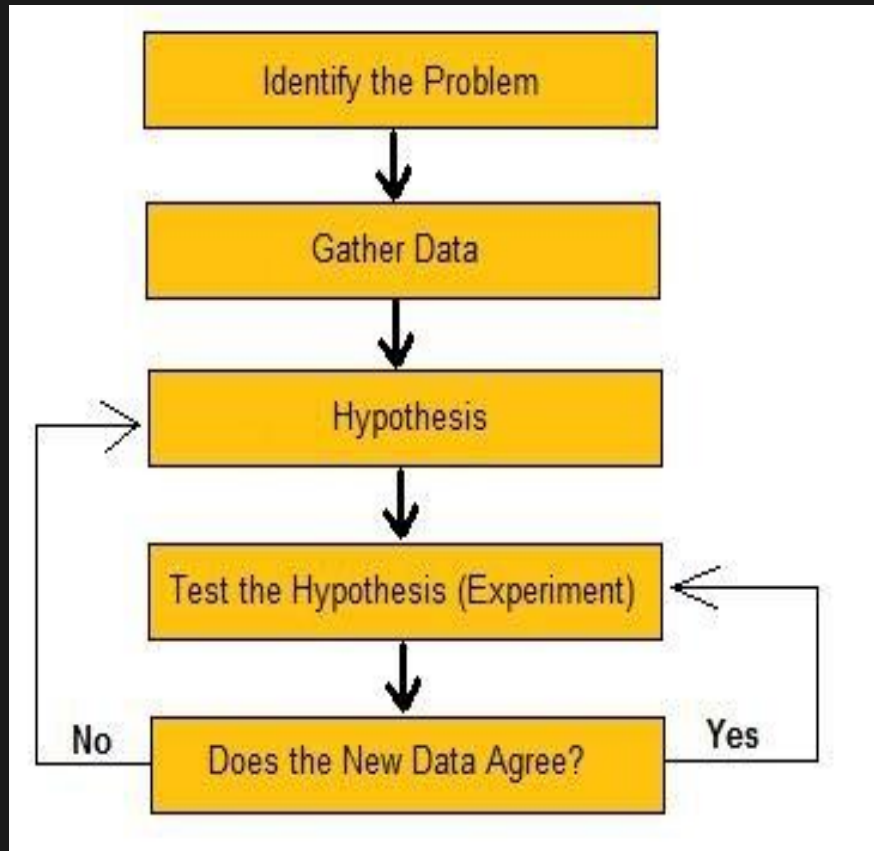 Identify the Problem
Gather Data
Hypothesis
Test the Hypothesis (Experiment)
No
Does the New Data Agree?
Yes